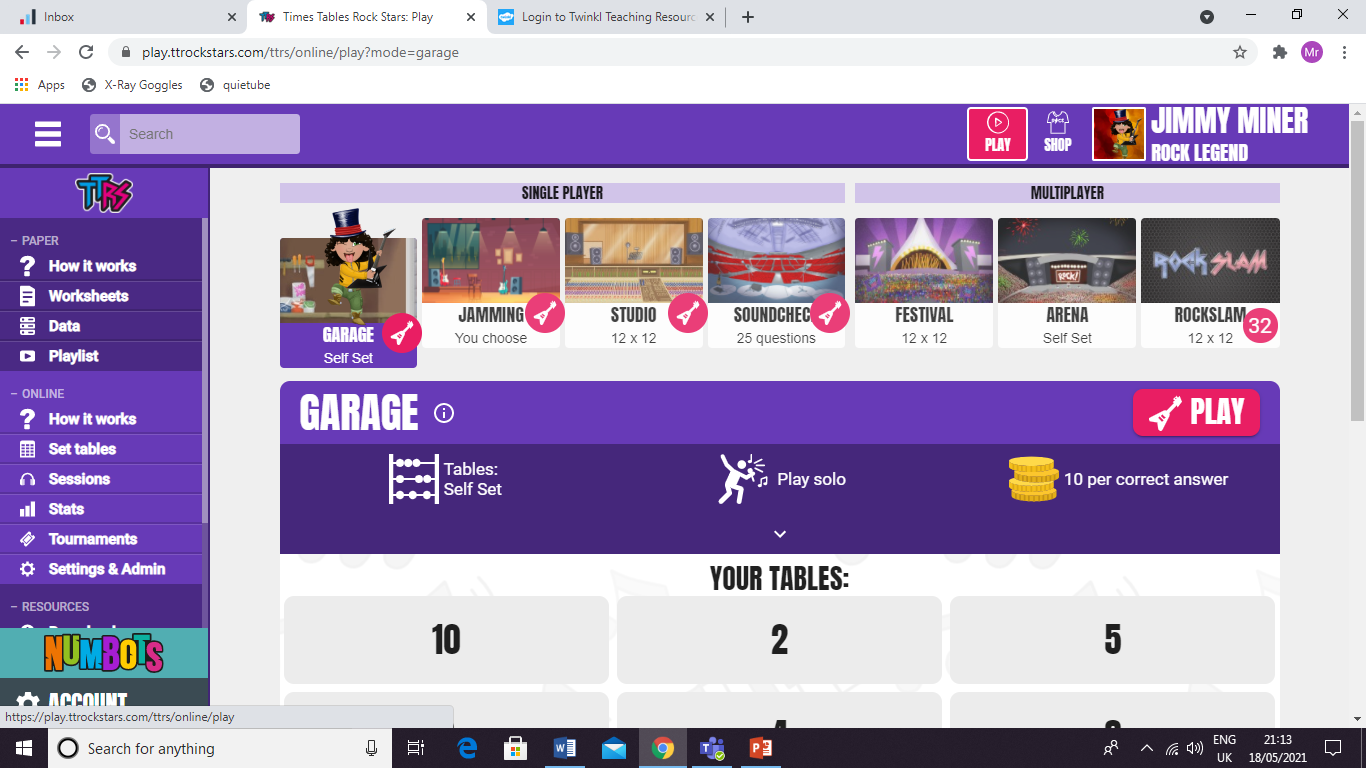 Inbox
Times Tables Rock Stars: Play
Login to Twinkl Teaching Resourc
play.ttrockstars.com/ttrs/online/play?mode=garage
Mr
Apps
X-Ray Goggles
quietube
Search
PLAY
SHOP
JIMMY MINER
ROCK LEGEND
TTRS
PAPER
How it works
Worksheets
Data
Playlist
ONLINE
How it works
Set tables
Sessions
Stats
Tournaments
Settings & Admin
RESOURCES
NUMBOTS
ACCOUNT
SINGLE PLAYER
MULTIPLAYER
GARAGE
Self Set
JAMMING
You choose
STUDIO
12 x 12
SOUNDCHEC
25 questions
FESTIVAL
12 x 12
ROCK!
ARENA
Self Set
ROCK SLAM
ROCKSLAM
12 x 12
32
GARAGE
PLAY
Tables:
Self Set
Play solo
10 per correct answer
YOUR TABLES:
10 2 5
https://play.ttrockstars.com/ttrs/online/play
Search for anything
ENG
UK
21:13
18/05/2021